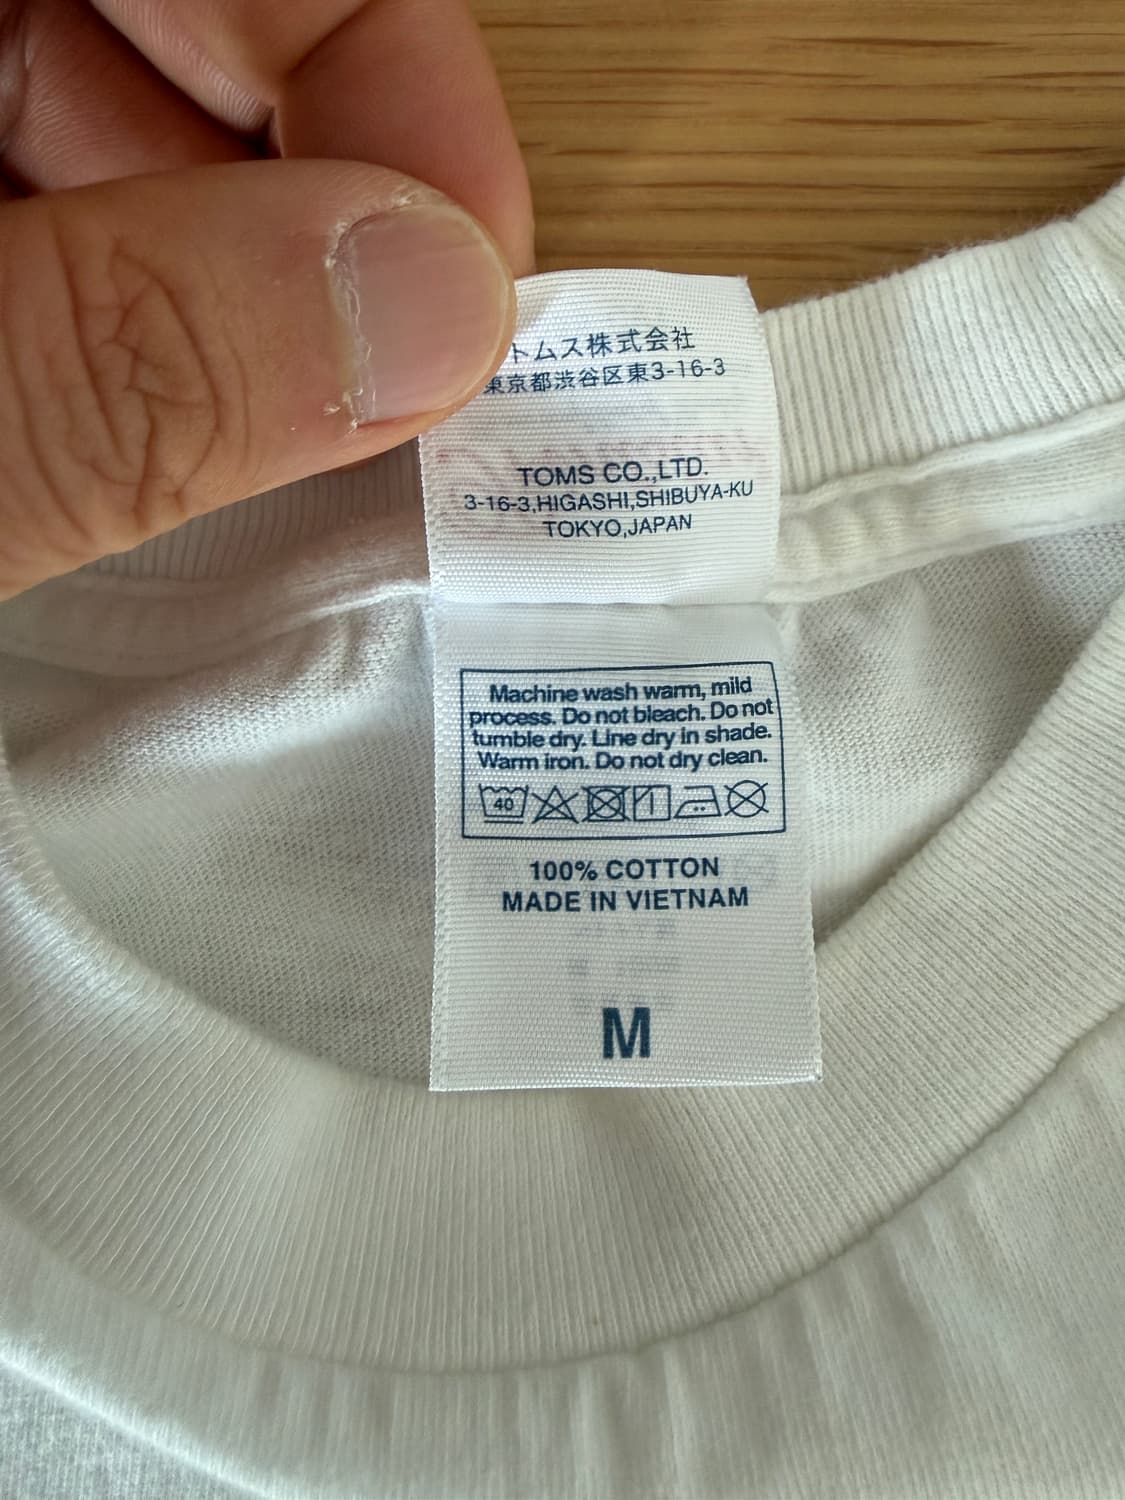 トムス株式会社
東京都渋谷区東3-16-3
TOMS CO.,LTD.
3-16-3,HIGASHI,SHIBUYA-KU
TOKYO,JAPAN
Machine wash warm, mild
process. Do not bleach. Do not
tumble dry. Line dry in shade.
Warm iron. Do not dry clean.
40
100% COTTON
MADE IN VIETNAM
M